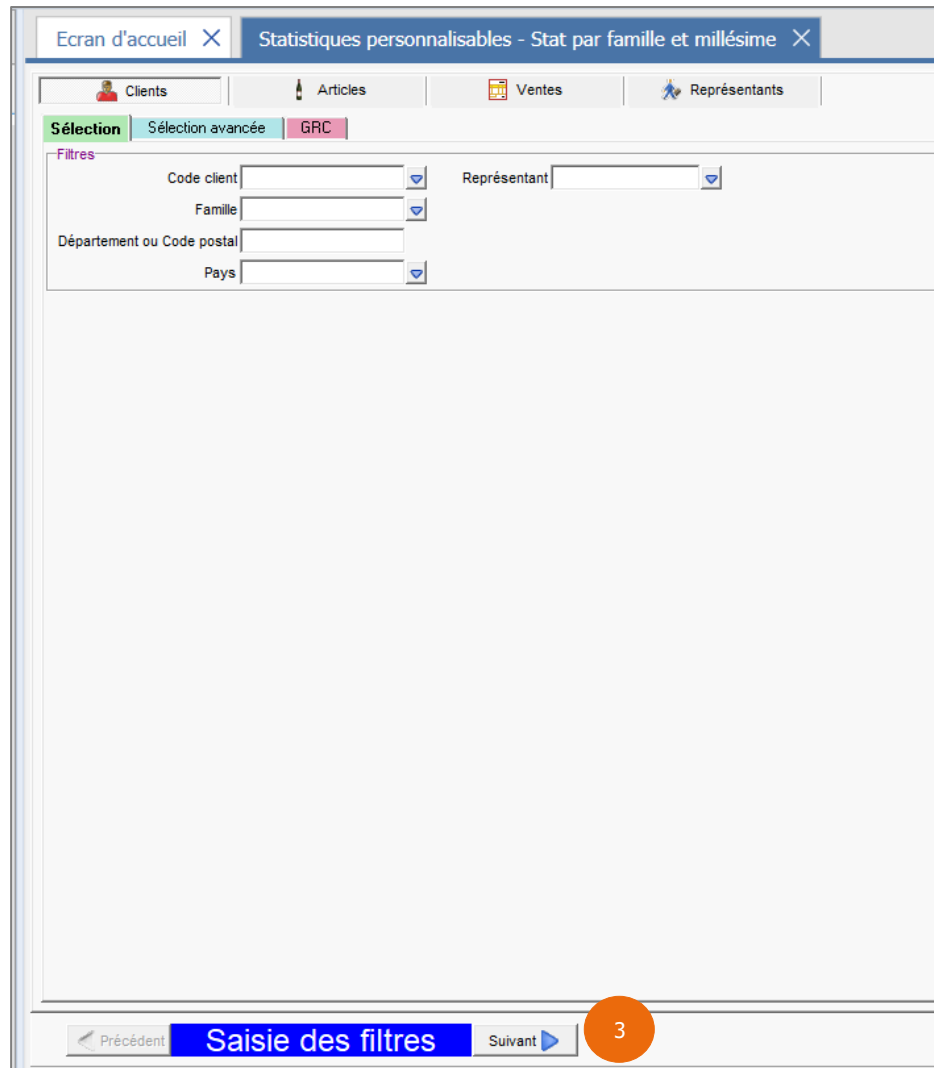 Ecran d'accueil Statistiques personnalisables - Stat par famille et millésime
Clients Articles Ventes Représentants
Sélection Sélection avancée GRC
Filtres
Code client Représentant
Famille
Département ou Code postal
Pays
Précédent Saisie des filtres Suivant 3